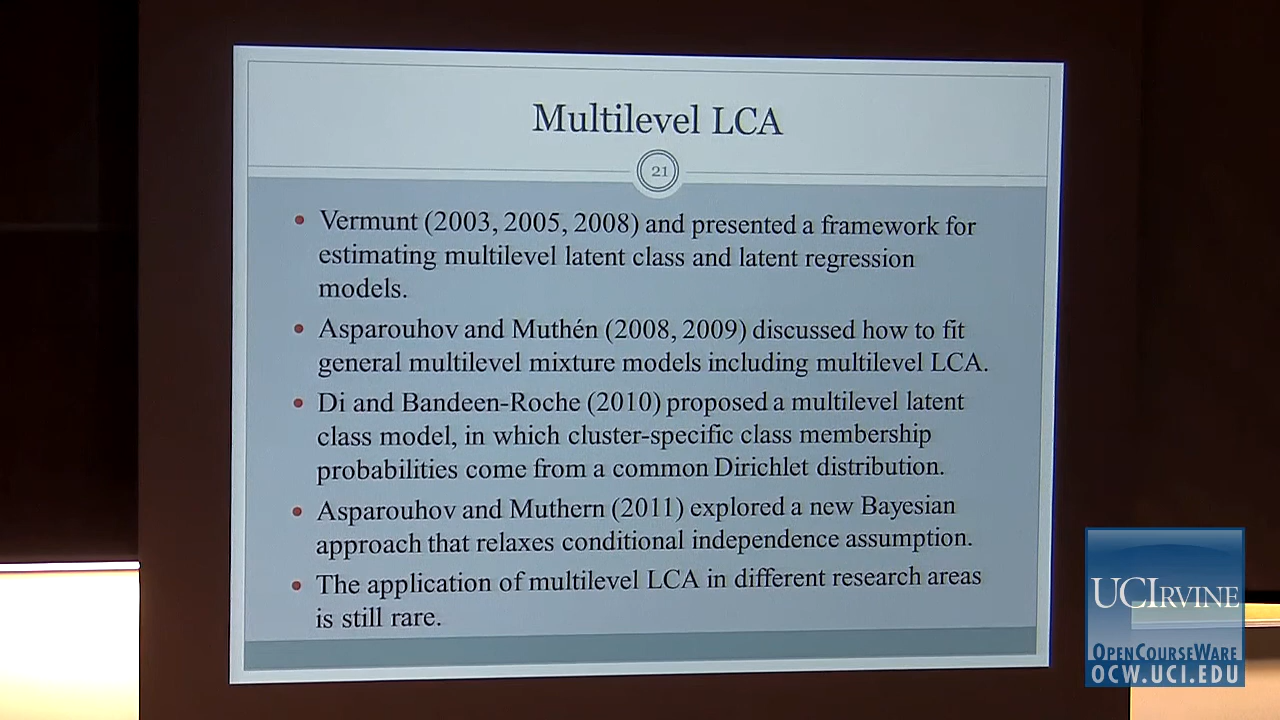 Multilevel LCA
21
• Vermunt (2003, 2005, 2008) and presented a framework for
estimating multilevel latent class and latent regression
models.
• Asparouhov and Muthén (2008, 2009) discussed how to fit
general multilevel mixture models including multilevel LCA.
• Di and Bandeen-Roche (2010) proposed a multilevel latent
class model, in which cluster-specific class membership
probabilities come from a common Dirichlet distribution.
• Asparouhov and Muthern (2011) explored a new Bayesian
approach that relaxes conditional independence assumption.
• The application of multilevel LCA in different research areas
is still rare.
UCIRVINE
OPENCOURSEWARE
OCW.UCI.EDU